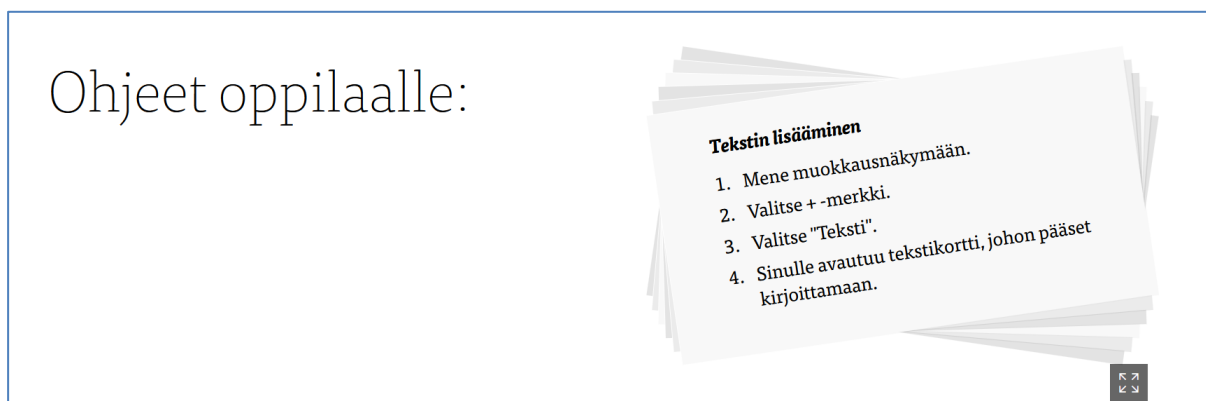 Ohjeet oppilaalle:
Tekstin lisääminen
1. Mene muokkausnäkymään.
2. Valitse + -merkki.
3. Valitse "Teksti".
4. Sinulle avautuu tekstikortti, johon pääset
kirjoittamaan.